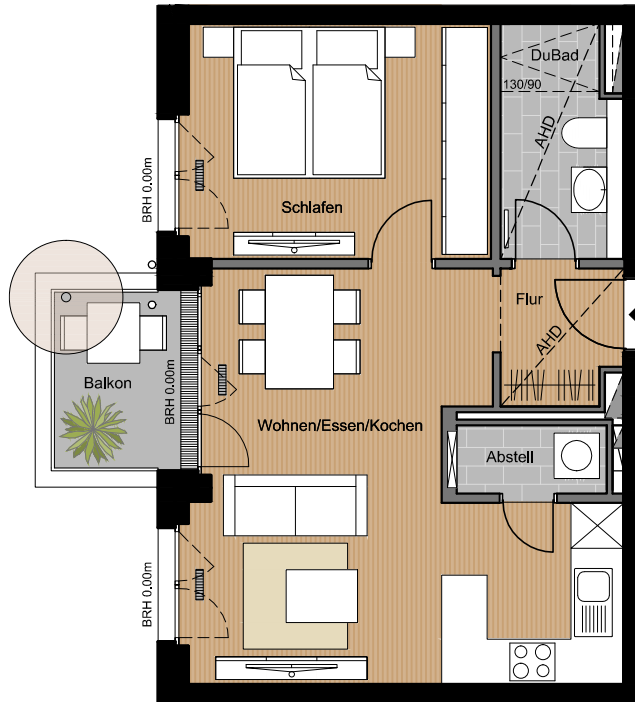 DuBad
130/90
AHD
BRH 0.00m
Schlafen
Flur
AHD
Balkon
BRH 0.00m
Wohnen/Essen/Kochen
Abstell
BRH 0.00m